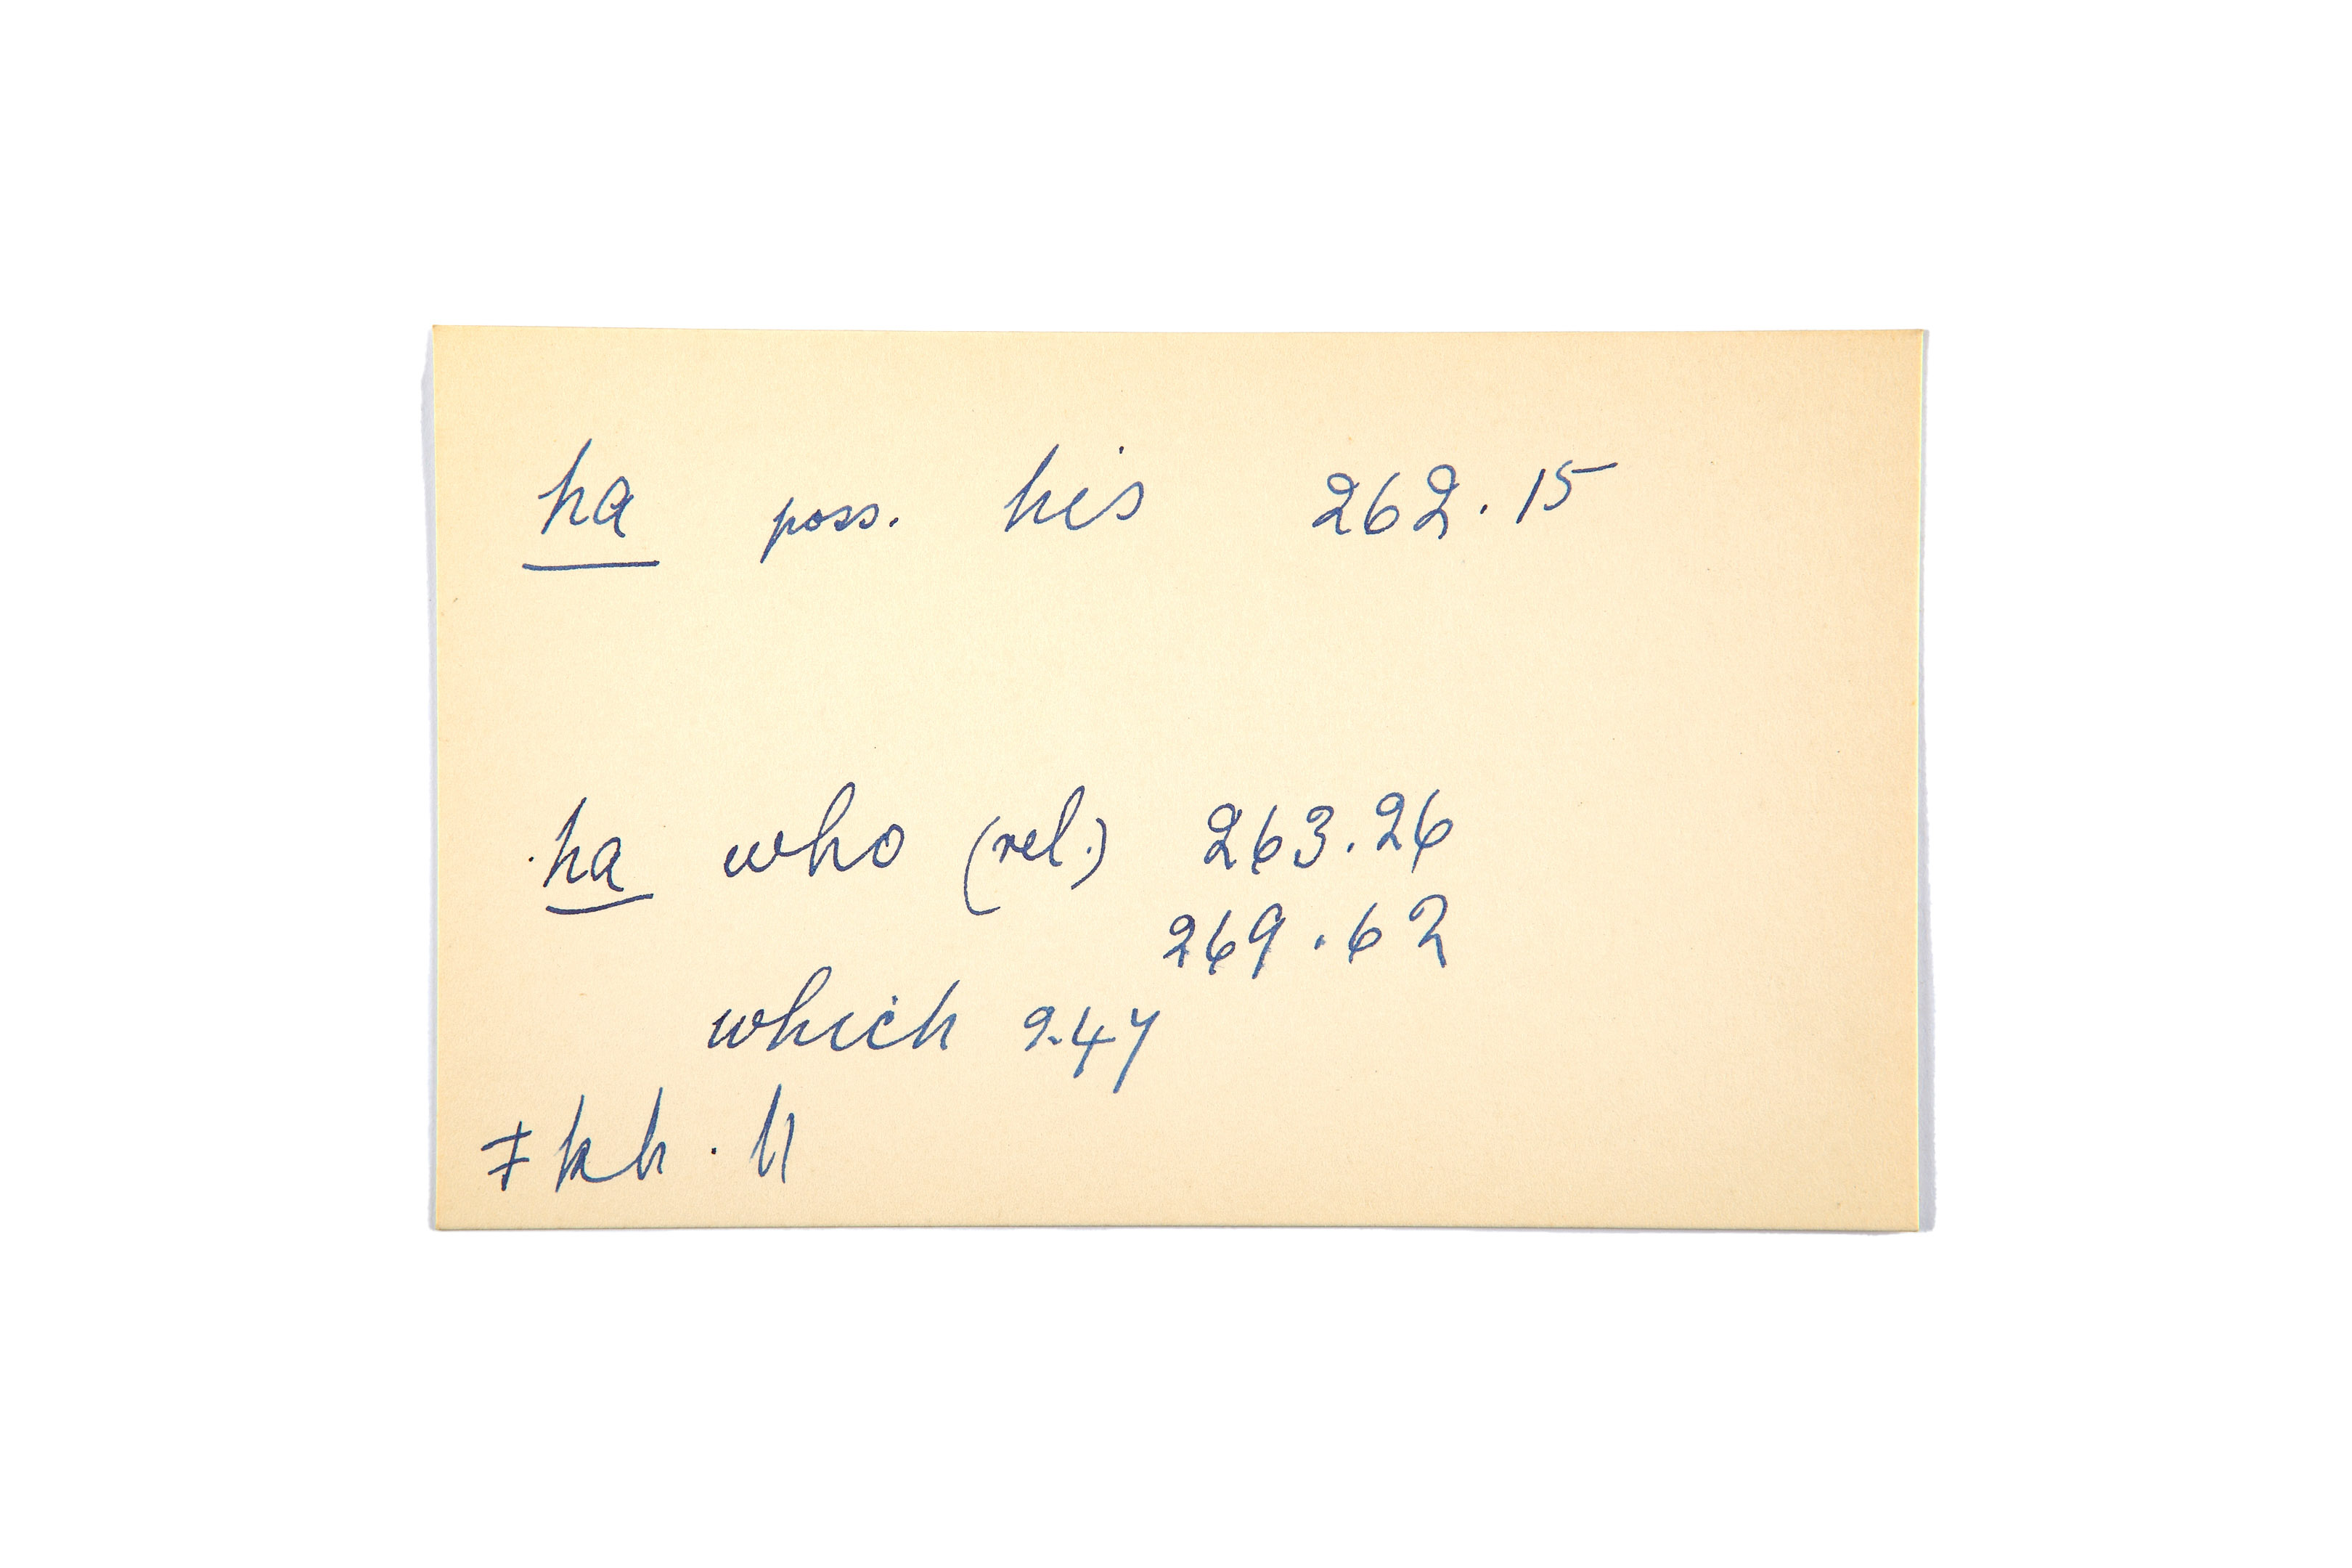 ha poss. his 262.15
ha who (rel.) 263.26
269.62
which 9.47